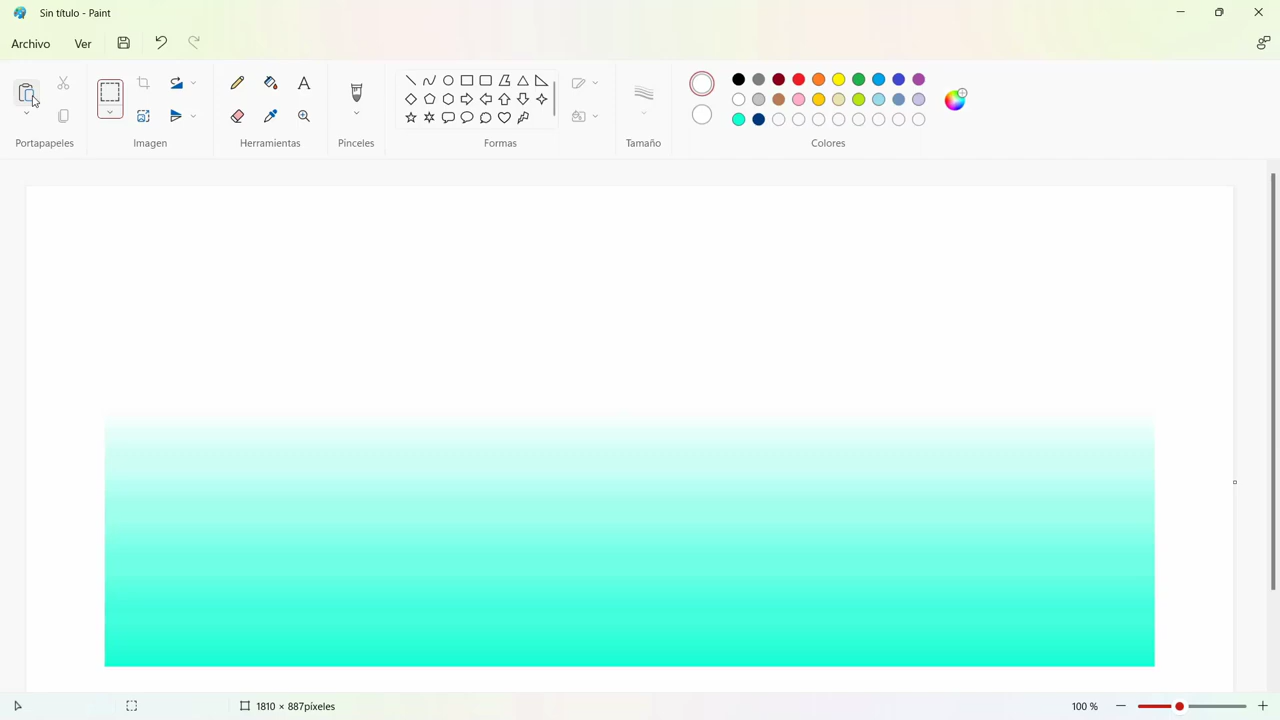 Sin título - Paint
Archivo Ver
Portapapeles Imagen Herramientas Pinceles Formas Tamaño Colores
1810 × 887píxeles 100 %